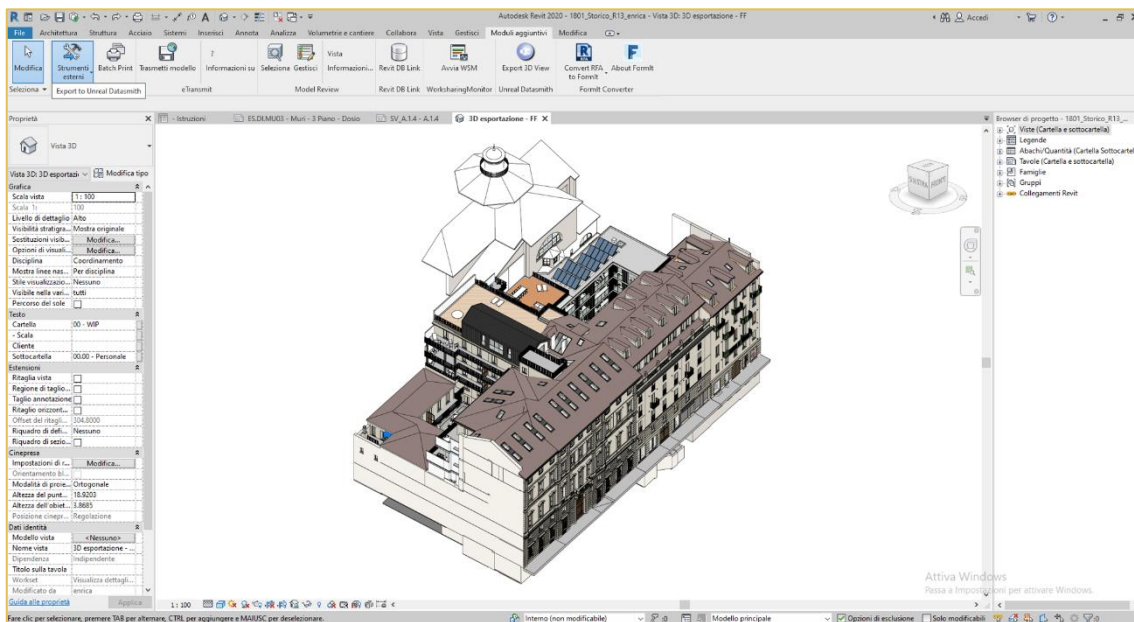 Autodesk Revit 2020 - 1801_Storico_R13_enrica - Vista 3D: 3D esportazione - FF
Accedi
File Architettura Struttura Acciaio Sistemi Inserisci Annota Analizza Volumetrie e cantiere Collabora Vista Gestisci Moduli aggiuntivi Modifica
Modifica
Strumenti esterni
Batch Print
Trasmetti modello
Informazioni su
Seleziona
Gestisci
Vista
Informazioni...
Revit DB Link
Avvia WSM
Export 3D View
Convert RFA to FormIt
About FormIt
Seleziona
Export to Unreal Datasmith
eTransmit
Model Review
Revit DB Link
WorksharingMonitor
Unreal Datasmith
FormIt Converter
Proprietà
- Istruzioni
ES.DI.MU03 - Muri - 3 Piano - Dosio
SV_A.1.4 - A.1.4
3D esportazione - FF
Browser di progetto - 1801_Storico_R13_...
Vista 3D
Viste (Cartella e sottocartella)
Legende
Abachi/Quantità (Cartella Sottocartel
Tavole (Cartella e sottocartella)
Famiglie
Gruppi
Collegamenti Revit
Vista 3D: 3D esportazi
Modifica tipo
Grafica
Scala vista 1 : 100
Scala 1: 100
Livello di dettaglio Alto
Visibilità stratigra... Mostra originale
Sostituzioni visib... Modifica...
Opzioni di visuali... Modifica...
Disciplina Coordinamento
Mostra linee nas... Per disciplina
Stile visualizzazio... Nessuno
Visibile nella vari... tutti
Percorso del sole
Testo
Cartella 00 - WIP
- Scala
Cliente
Sottocartella 00.00 - Personale
Estensioni
Ritaglia vista
Regione di taglio...
Taglio annotazione
Ritaglio orizzont...
Offset del ritagli... 304.8000
Riquadro di defi... Nessuno
Riquadro di sezio...
Cinepresa
Impostazioni di r... Modifica...
Orientamento bl...
Modalità di proie... Ortogonale
Altezza del punt... 18.9203
Altezza dell'obiet... 3.8685
Posizione cinepr... Regolazione
Dati identità
Modello vista <Nessuno>
Nome vista 3D esportazione - ...
Dipendenza Indipendente
Titolo sulla tavola
Workset Visualizza dettagli...
Modificato da enrica
Guida alle proprietà Applica
1 : 100
Attiva Windows
Passa a Impostazioni per attivare Windows.
Fare clic per selezionare, premere TAB per alternare, CTRL per aggiungere e MAIUSC per deselezionare.
Interno (non modificabile)
:0
Modello principale
Opzioni di esclusione
Solo modificabili
:0